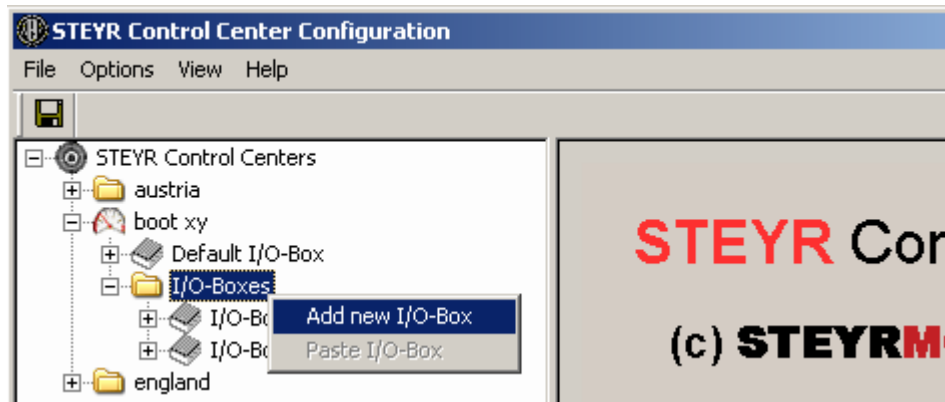 STEYR Control Center Configuration
File Options View Help
STEYR Control Centers
austria
boot xy
Default I/O-Box
I/O-Boxes
Add new I/O-Box
Paste I/O-Box
england
STEYR
(c) STEYR